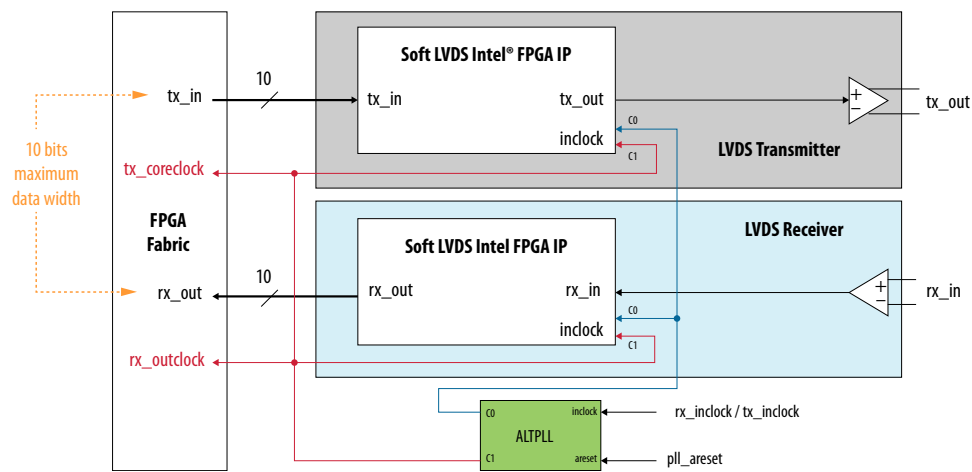 Soft LVDS Intel® FPGA IP
10
tx_in
tx_in
tx_out
tx_out
C0
inclock
C1
LVDS Transmitter
10 bits
maximum
data width
tx_coreclock
FPGA
Fabric
Soft LVDS Intel FPGA IP
LVDS Receiver
10
rx_out
rx_out
rx_in
rx_in
C0
inclock
C1
rx_outclock
C0
inclock
rx_inclock / tx_inclock
ALTPLL
C1
areset
pll_areset